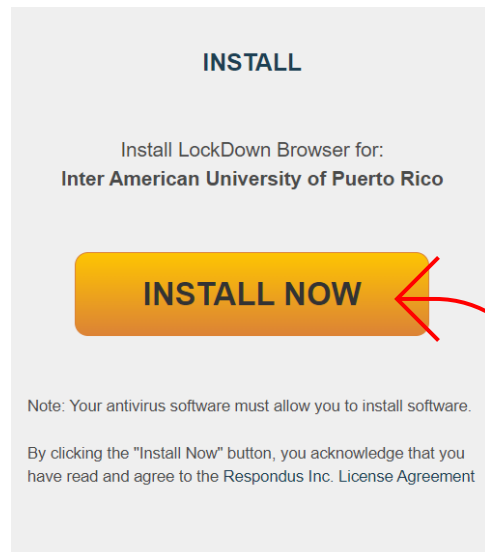 INSTALL
Install LockDown Browser for:
Inter American University of Puerto Rico
INSTALL NOW
Note: Your antivirus software must allow you to install software.
By clicking the "Install Now" button, you acknowledge that you
have read and agree to the Respondus Inc. License Agreement